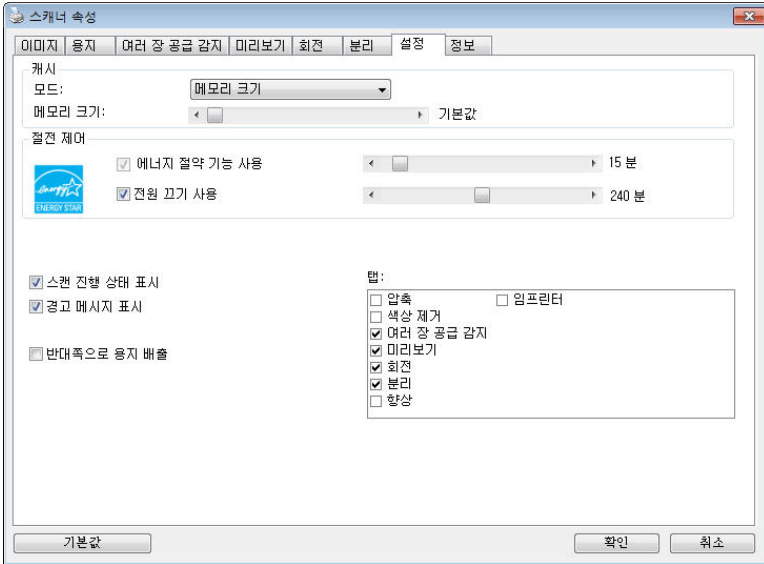 스캐너 속성
이미지 용지 여러 장 공급 감지 미리보기 회전 분리 설정 정보
캐시
모드: 메모리 크기
메모리 크기: 기본값
절전 제어
에너지 절약 기능 사용 15 분
전원 끄기 사용 240 분
energy
ENERGY STAR
스캔 진행 상태 표시
경고 메시지 표시
반대쪽으로 용지 배출
탭:
압축 임프린터
색상 제거
여러 장 공급 감지
미리보기
회전
분리
향상
기본값 확인 취소